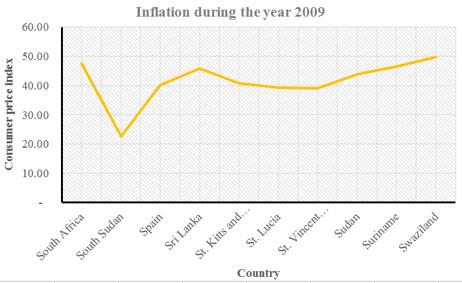 Inflation during the year 2009
Consumer price index
60.00
50.00
40.00
30.00
20.00
10.00
-
South Africa
South Sudan
Spain
Sri Lanka
St. Kitts and…
St. Lucia
St. Vincent…
Sudan
Suriname
Swaziland
Country